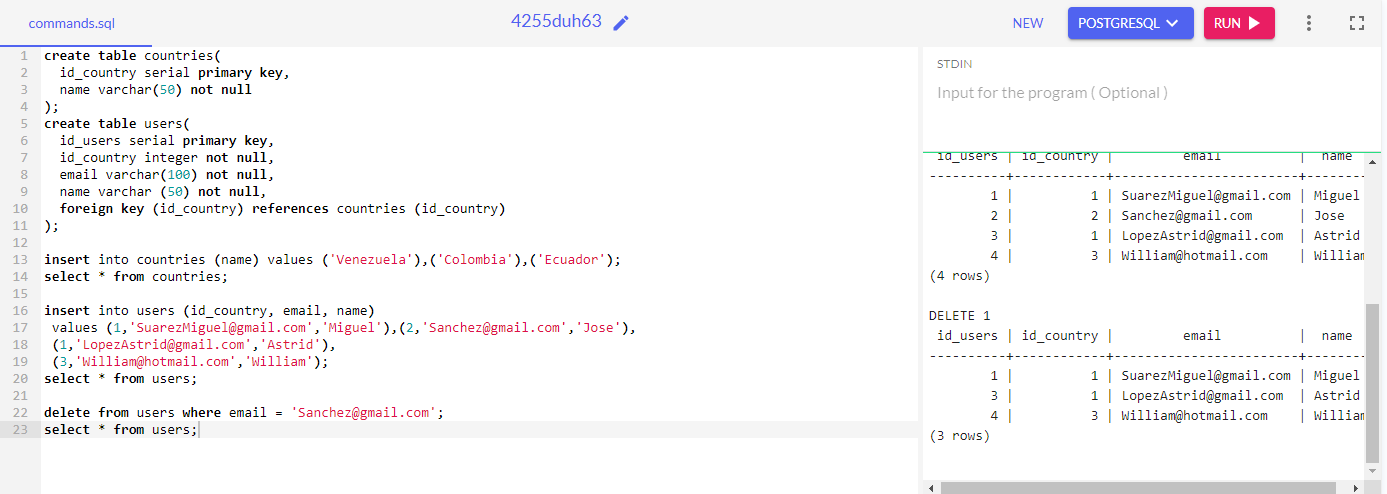 commands.sql
4255duh63
NEW
POSTGRESQL
RUN
1 create table countries(
2 id_country serial primary key,
3 name varchar(50) not null
4 );
5 create table users(
6 id_users serial primary key,
7 id_country integer not null,
8 email varchar(100) not null,
9 name varchar (50) not null,
10 foreign key (id_country) references countries (id_country)
11 );
12
13 insert into countries (name) values ('Venezuela'),('Colombia'),('Ecuador');
14 select * from countries;
15
16 insert into users (id_country, email, name)
17 values (1,'SuarezMiguel@gmail.com','Miguel'),(2,'Sanchez@gmail.com','Jose'),
18 (1,'LopezAstrid@gmail.com','Astrid'),
19 (3,'William@hotmail.com','William');
20 select * from users;
21
22 delete from users where email = 'Sanchez@gmail.com';
23 select * from users;
STDIN
Input for the program ( Optional )
id_users | id_country | email | name
----------+------------+------------------------+-------
1 | 1 | SuarezMiguel@gmail.com | Miguel
2 | 2 | Sanchez@gmail.com | Jose
3 | 1 | LopezAstrid@gmail.com | Astrid
4 | 3 | William@hotmail.com | William
(4 rows)
DELETE 1
id_users | id_country | email | name
----------+------------+------------------------+-------
1 | 1 | SuarezMiguel@gmail.com | Miguel
3 | 1 | LopezAstrid@gmail.com | Astrid
4 | 3 | William@hotmail.com | William
(3 rows)